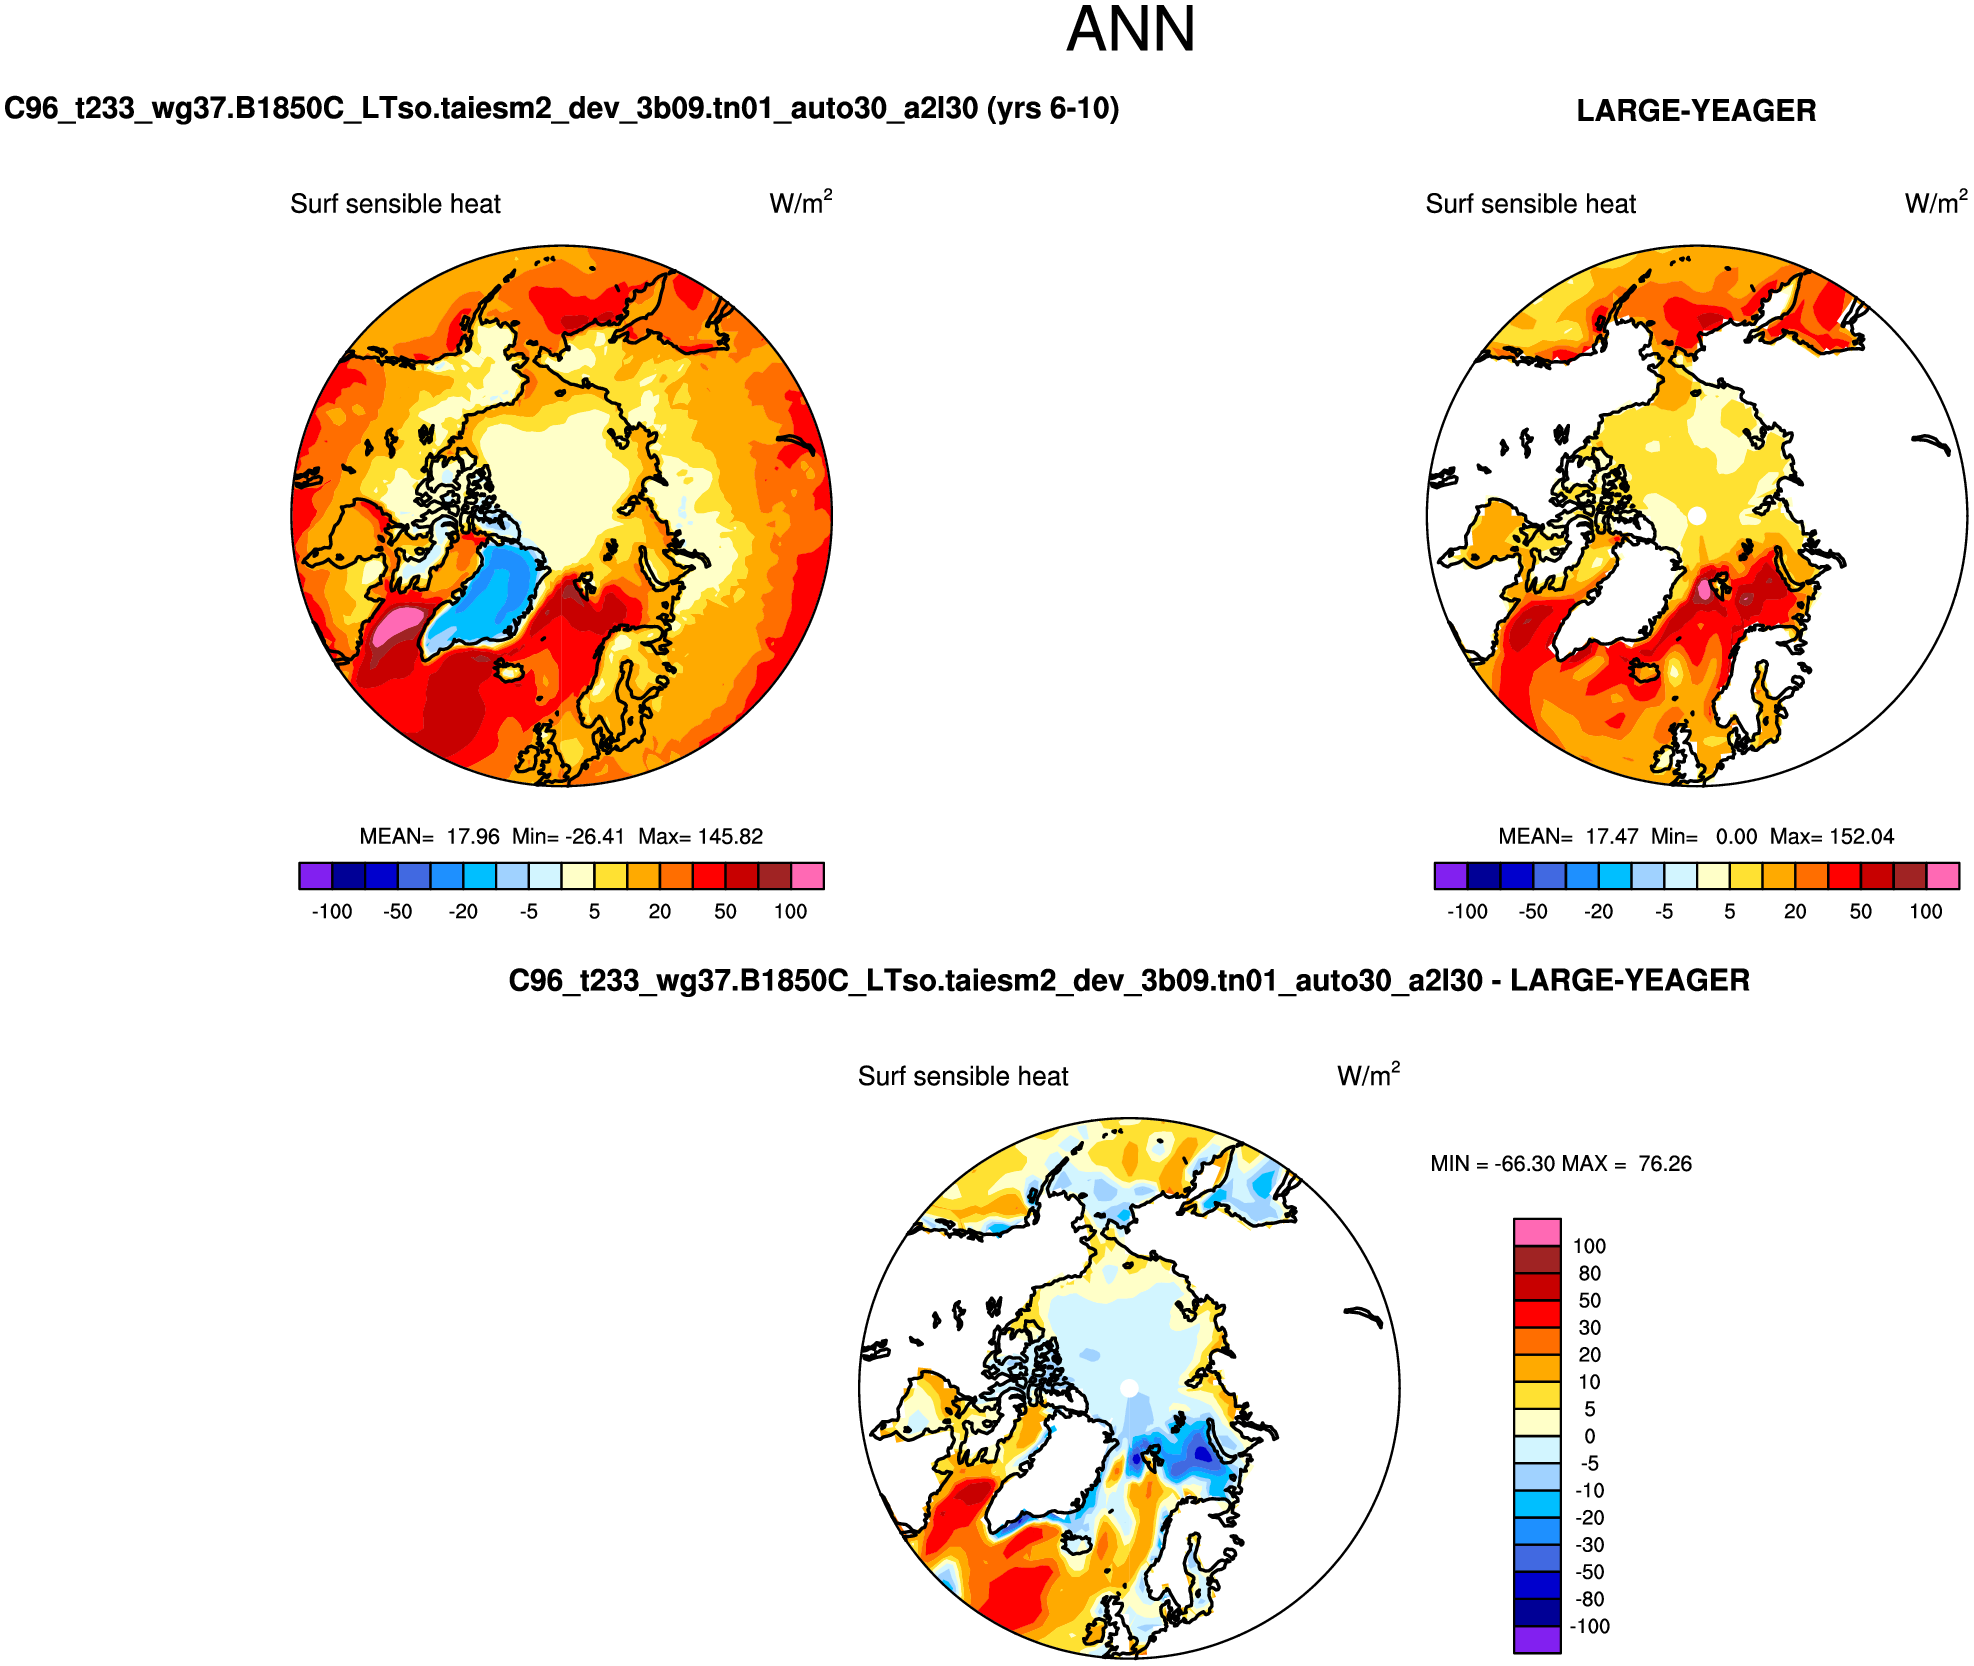 ANN
C96_t233_wg37.B1850C_LTso.taiesm2_dev_3b09.tn01_auto30_a2l30 (yrs 6-10)
LARGE-YEAGER
Surf sensible heat W/m²
Surf sensible heat W/m²
MEAN= 17.96 Min= -26.41 Max= 145.82
-100 -50 -20 -5 5 20 50 100
MEAN= 17.47 Min= 0.00 Max= 152.04
-100 -50 -20 -5 5 20 50 100
C96_t233_wg37.B1850C_LTso.taiesm2_dev_3b09.tn01_auto30_a2l30 - LARGE-YEAGER
Surf sensible heat W/m²
MIN = -66.30 MAX = 76.26
100
80
50
30
20
10
5
0
-5
-10
-20
-30
-50
-80
-100